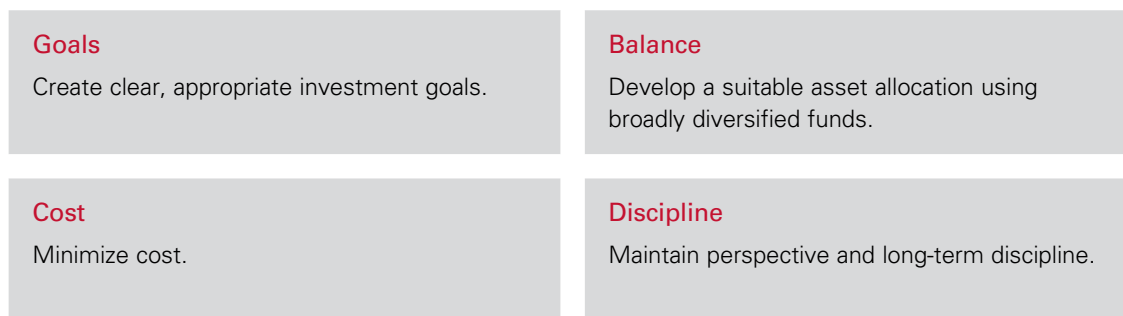 Goals
Create clear, appropriate investment goals.
Balance
Develop a suitable asset allocation using
broadly diversified funds.
Cost
Minimize cost.
Discipline
Maintain perspective and long-term discipline.